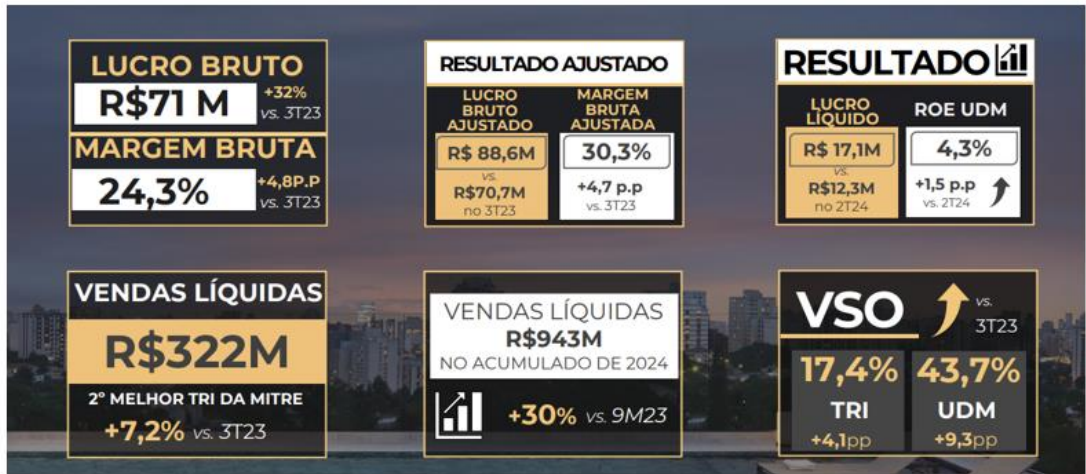 LUCRO BRUTO
R$71 M
+32%
vs. 3T23
MARGEM BRUTA
24,3%
+4,8P.P
vs. 3T23
RESULTADO AJUSTADO
LUCRO
BRUTO
AJUSTADO
R$ 88,6M
vs.
R$70,7M
no 3T23
MARGEM
BRUTA
AJUSTADA
30,3%
+4,7 p.p
vs. 3T23
RESULTADO
LUCRO
LÍQUIDO
R$ 17,1M
vs.
R$12,3M
no 2T24
ROE UDM
4,3%
+1,5 p.p
vs. 2T24
VENDAS LÍQUIDAS
R$322M
2º MELHOR TRI DA MITRE
+7,2% vs. 3T23
VENDAS LÍQUIDAS
R$943M
NO ACUMULADO DE 2024
+30% vs. 9M23
VSO
vs.
3T23
17,4%
TRI
+4,1pp
43,7%
UDM
+9,3pp